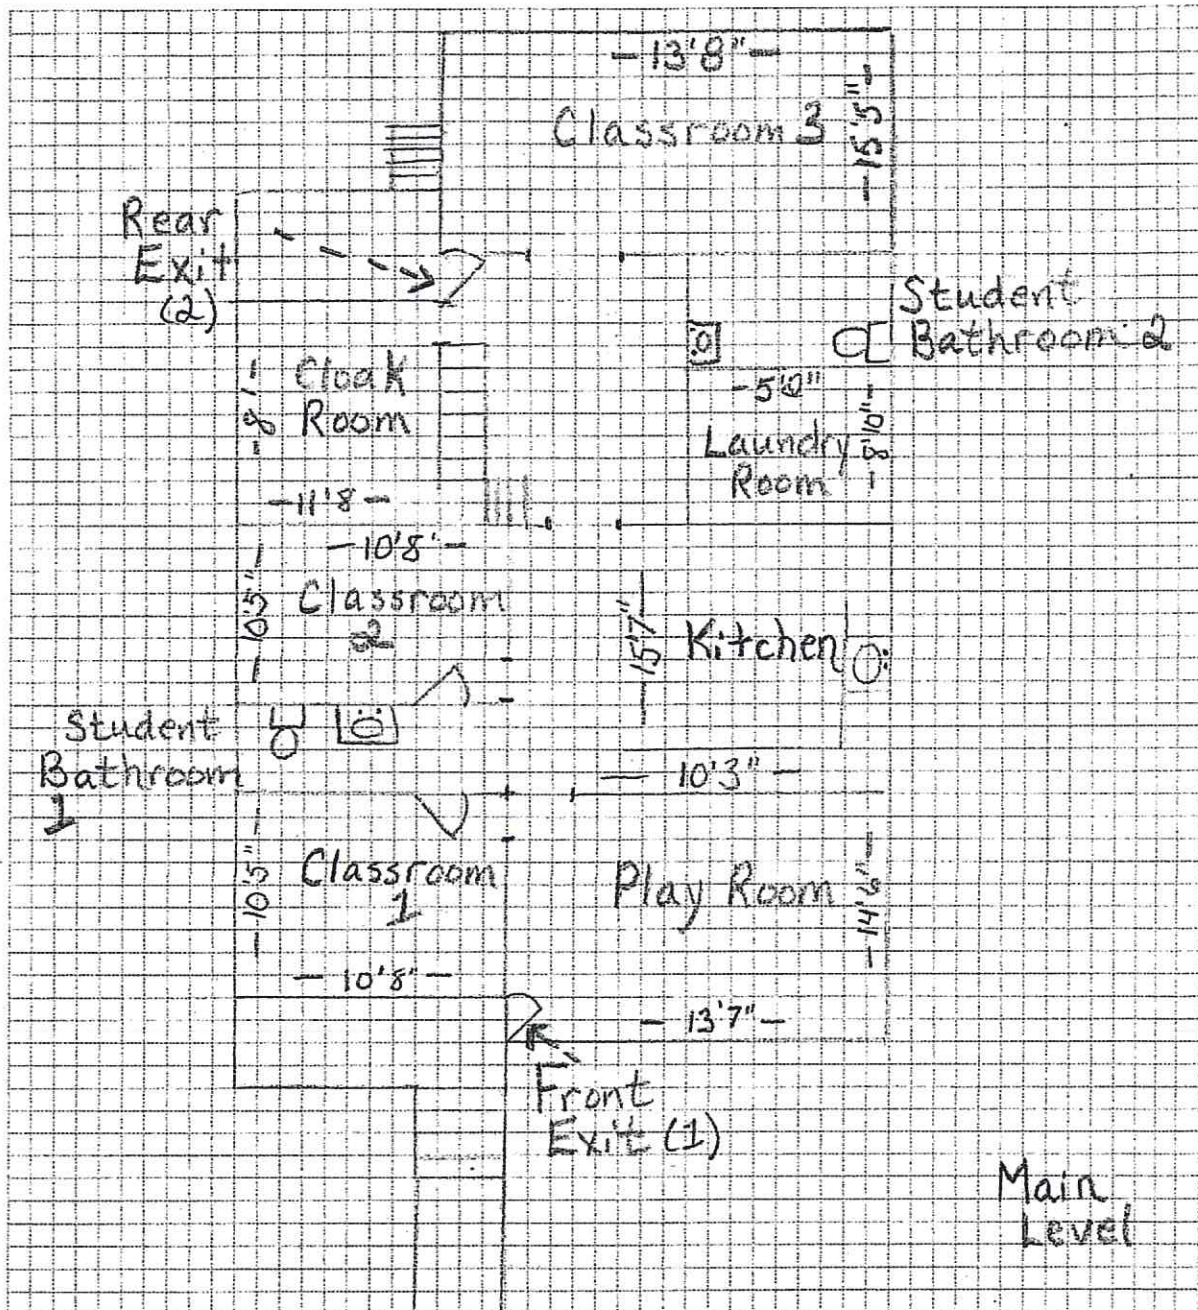 -13'8"-
Classroom 3
-15'5"-
Rear
Exit
(2)
Student
Bathroom 2
Cloak
Room
-8'-
-11'8-
-5'0"
Laundry
Room
-8'10"-
-10'8"-
-10'5"-
Classroom
2
-15'7"-
Kitchen
Student
Bathroom
1
-10'3"-
-10'5"-
Classroom
1
-10'8"-
Play Room
-14'6"-
-13'7"-
Front
Exit (1)
Main
Level